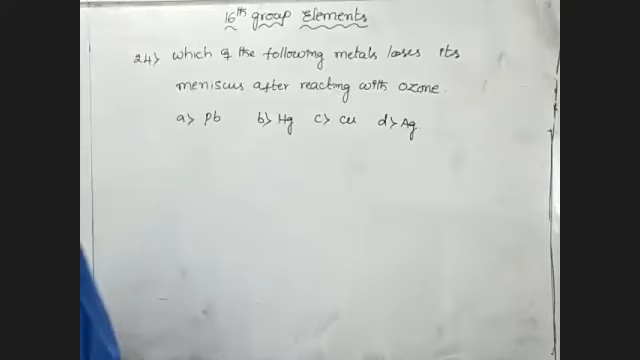 16th group Elements
24> which of the following metals loses its
meniscus after reacting with ozone.
a> Pb b> Hg c> Cu d> Ag.